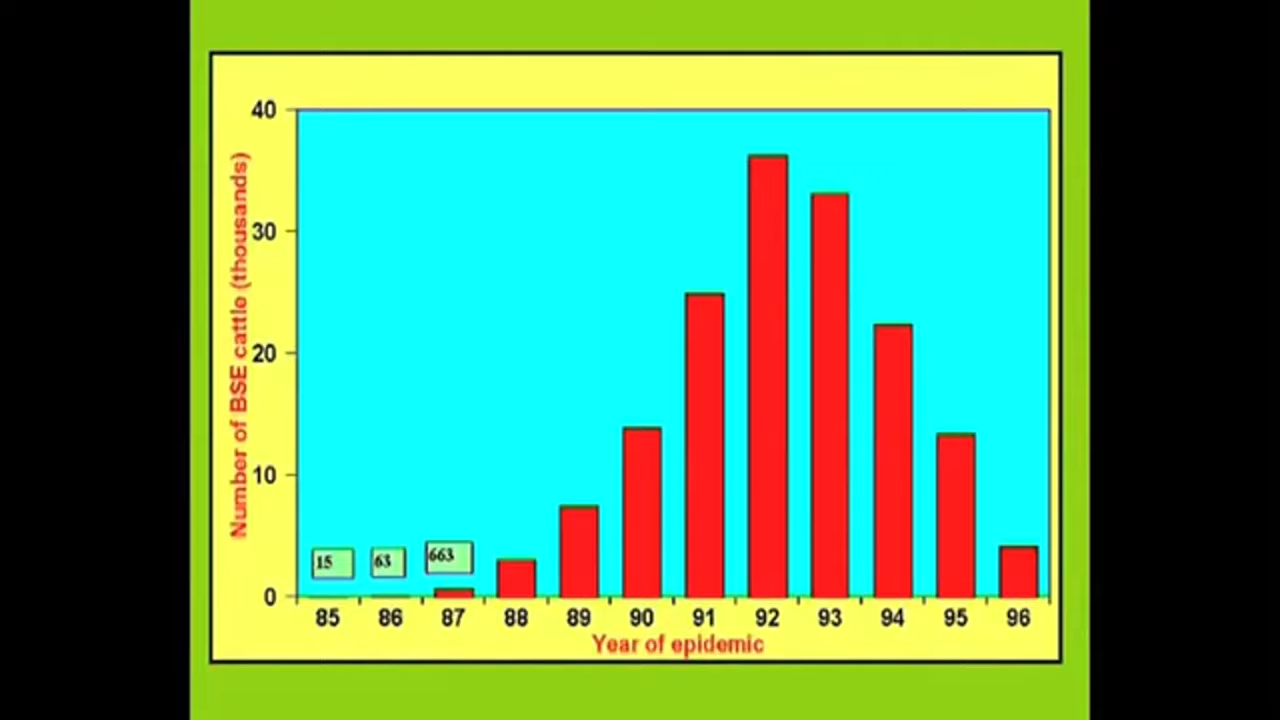 Number of BSE cattle (thousands)
40
30
20
10
0
15 63 663
85 86 87 88 89 90 91 92 93 94 95 96
Year of epidemic